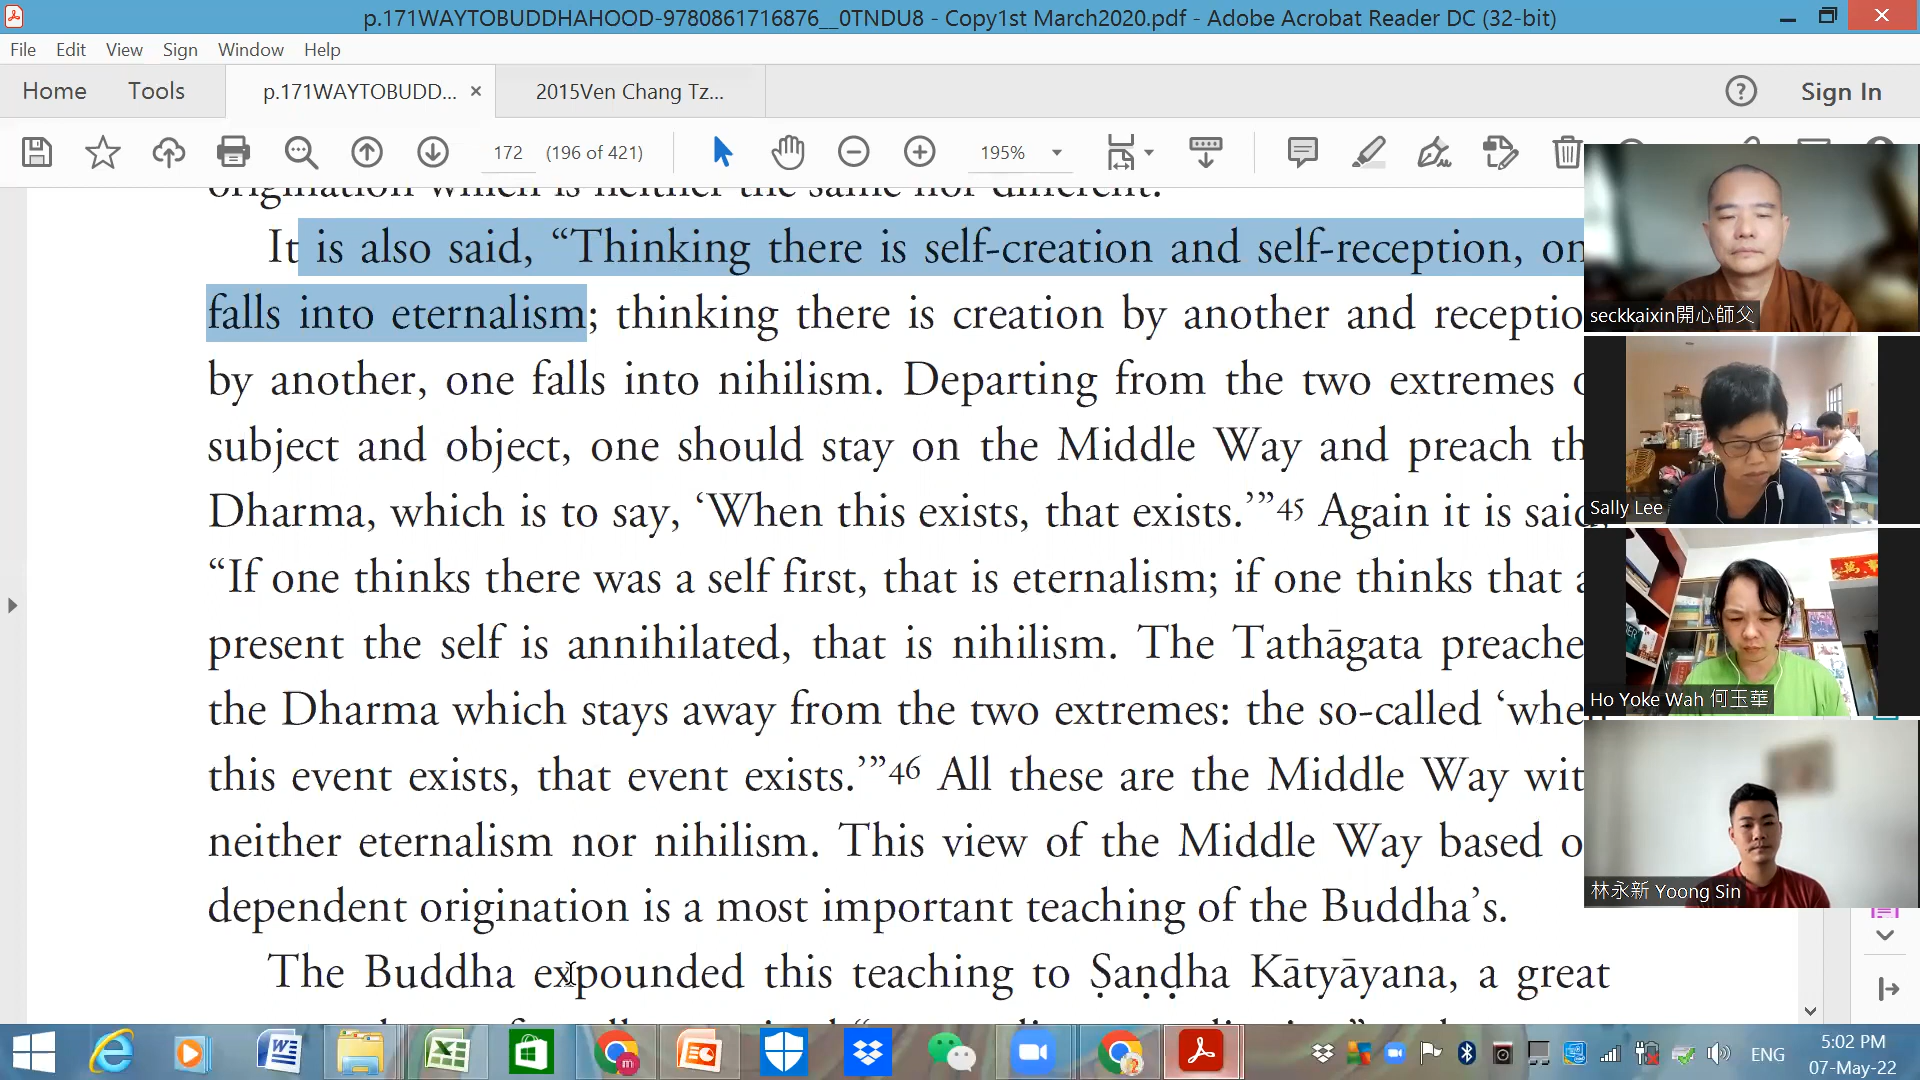 p.171WAYTOBUDDHAHOOD-9780861716876__0TNDU8 - Copy1st March2020.pdf - Adobe Acrobat Reader DC (32-bit)
File Edit View Sign Window Help
Home Tools p.171WAYTOBUDD... × 2015Ven Chang Tz... Sign In
172 (196 of 421) 195%
origination which is neither the same nor different.
It is also said, “Thinking there is self-creation and self-reception, on
falls into eternalism; thinking there is creation by another and receptio
by another, one falls into nihilism. Departing from the two extremes o
subject and object, one should stay on the Middle Way and preach th
Dharma, which is to say, ‘When this exists, that exists.’”45 Again it is said,
“If one thinks there was a self first, that is eternalism; if one thinks that a
present the self is annihilated, that is nihilism. The Tathāgata preache
the Dharma which stays away from the two extremes: the so-called ‘when
this event exists, that event exists.’”46 All these are the Middle Way wit
neither eternalism nor nihilism. This view of the Middle Way based o
dependent origination is a most important teaching of the Buddha’s.
The Buddha expounded this teaching to Ṣaṇḍha Kātyāyana, a great
seckkaixin開心師父
Sally Lee
Ho Yoke Wah 何玉華
林永新 Yoong Sin
ENG
5:02 PM
07-May-22